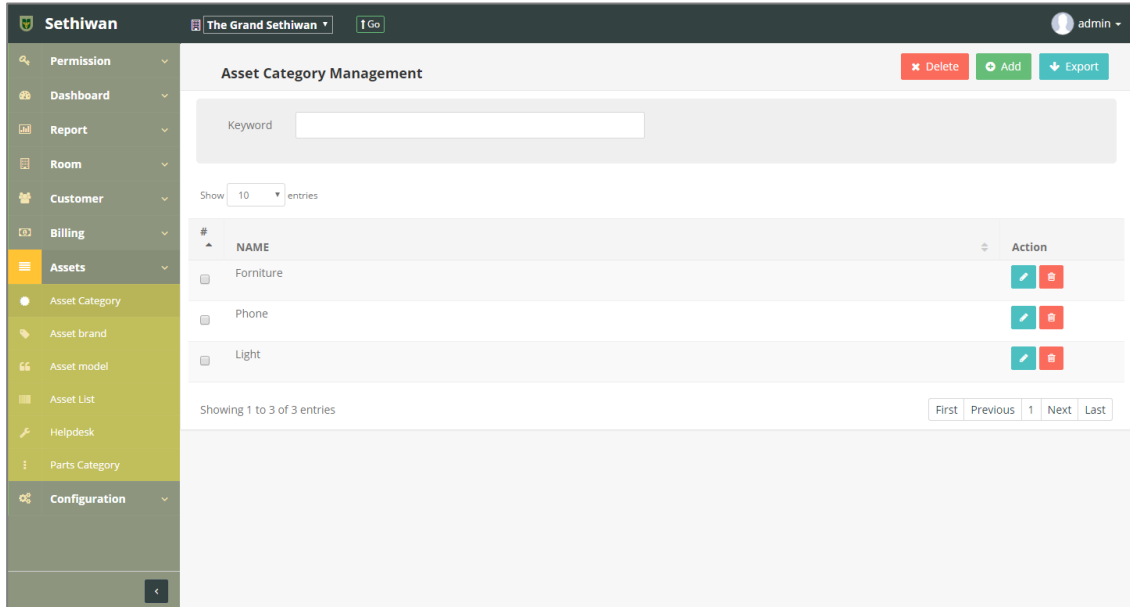 Sethiwan
The Grand Sethiwan
Go
admin
Permission
Dashboard
Report
Room
Customer
Billing
Assets
Asset Category
Asset brand
Asset model
Asset List
Helpdesk
Parts Category
Configuration
Asset Category Management
Delete
Add
Export
Keyword
Show 10 entries
#
NAME
Action
Forniture
Phone
Light
Showing 1 to 3 of 3 entries
First Previous 1 Next Last